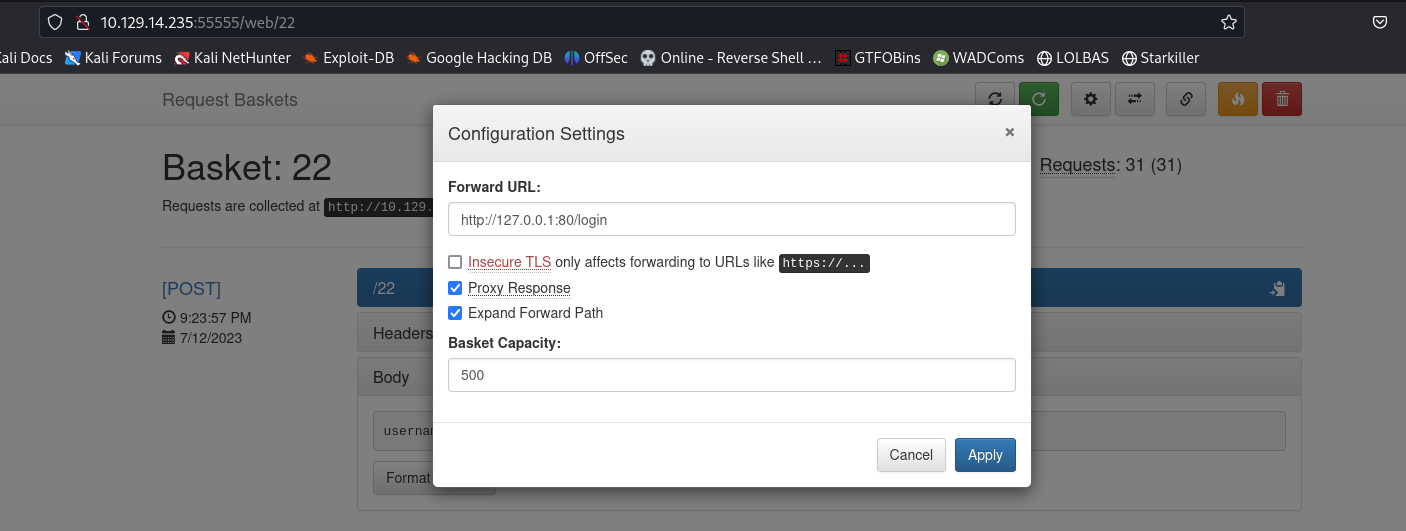 10.129.14.235:55555/web/22
Kali Docs Kali Forums Kali NetHunter Exploit-DB Google Hacking DB OffSec Online - Reverse Shell ... GTFOBins WADComs LOLBAS Starkiller
Request Baskets
Configuration Settings ×
Basket: 22
Requests: 31 (31)
Requests are collected at http://10.129.
Forward URL:
http://127.0.0.1:80/login
Insecure TLS only affects forwarding to URLs like https://...
[POST]
/22
Proxy Response
9:23:57 PM
Expand Forward Path
Headers
7/12/2023
Basket Capacity:
500
Body
userna
Cancel Apply
Format